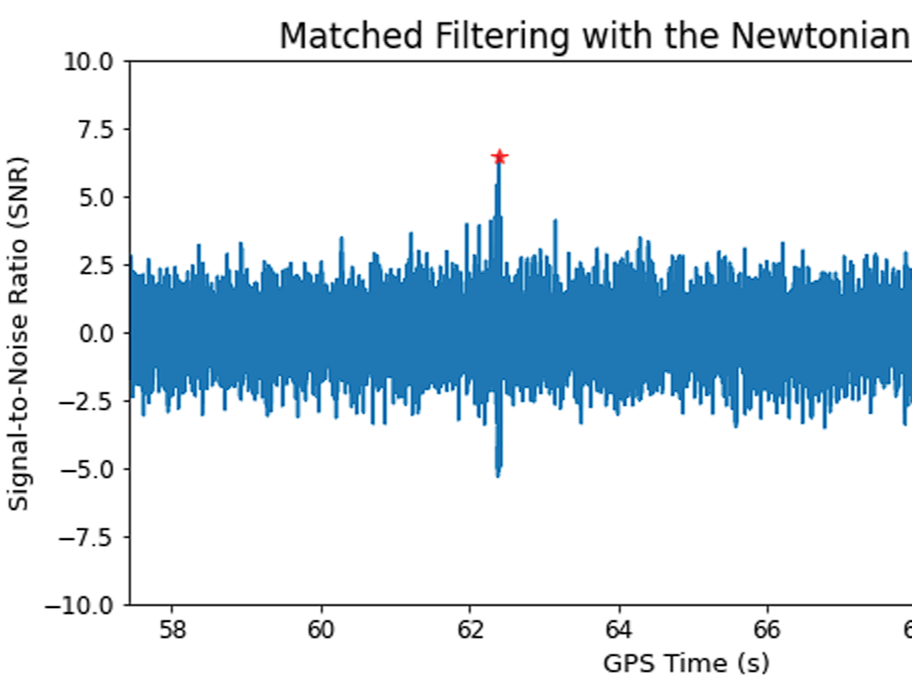 Matched Filtering with the Newtonian
10.0
7.5
5.0
2.5
0.0
−2.5
−5.0
−7.5
−10.0
Signal-to-Noise Ratio (SNR)
58 60 62 64 66
GPS Time (s)